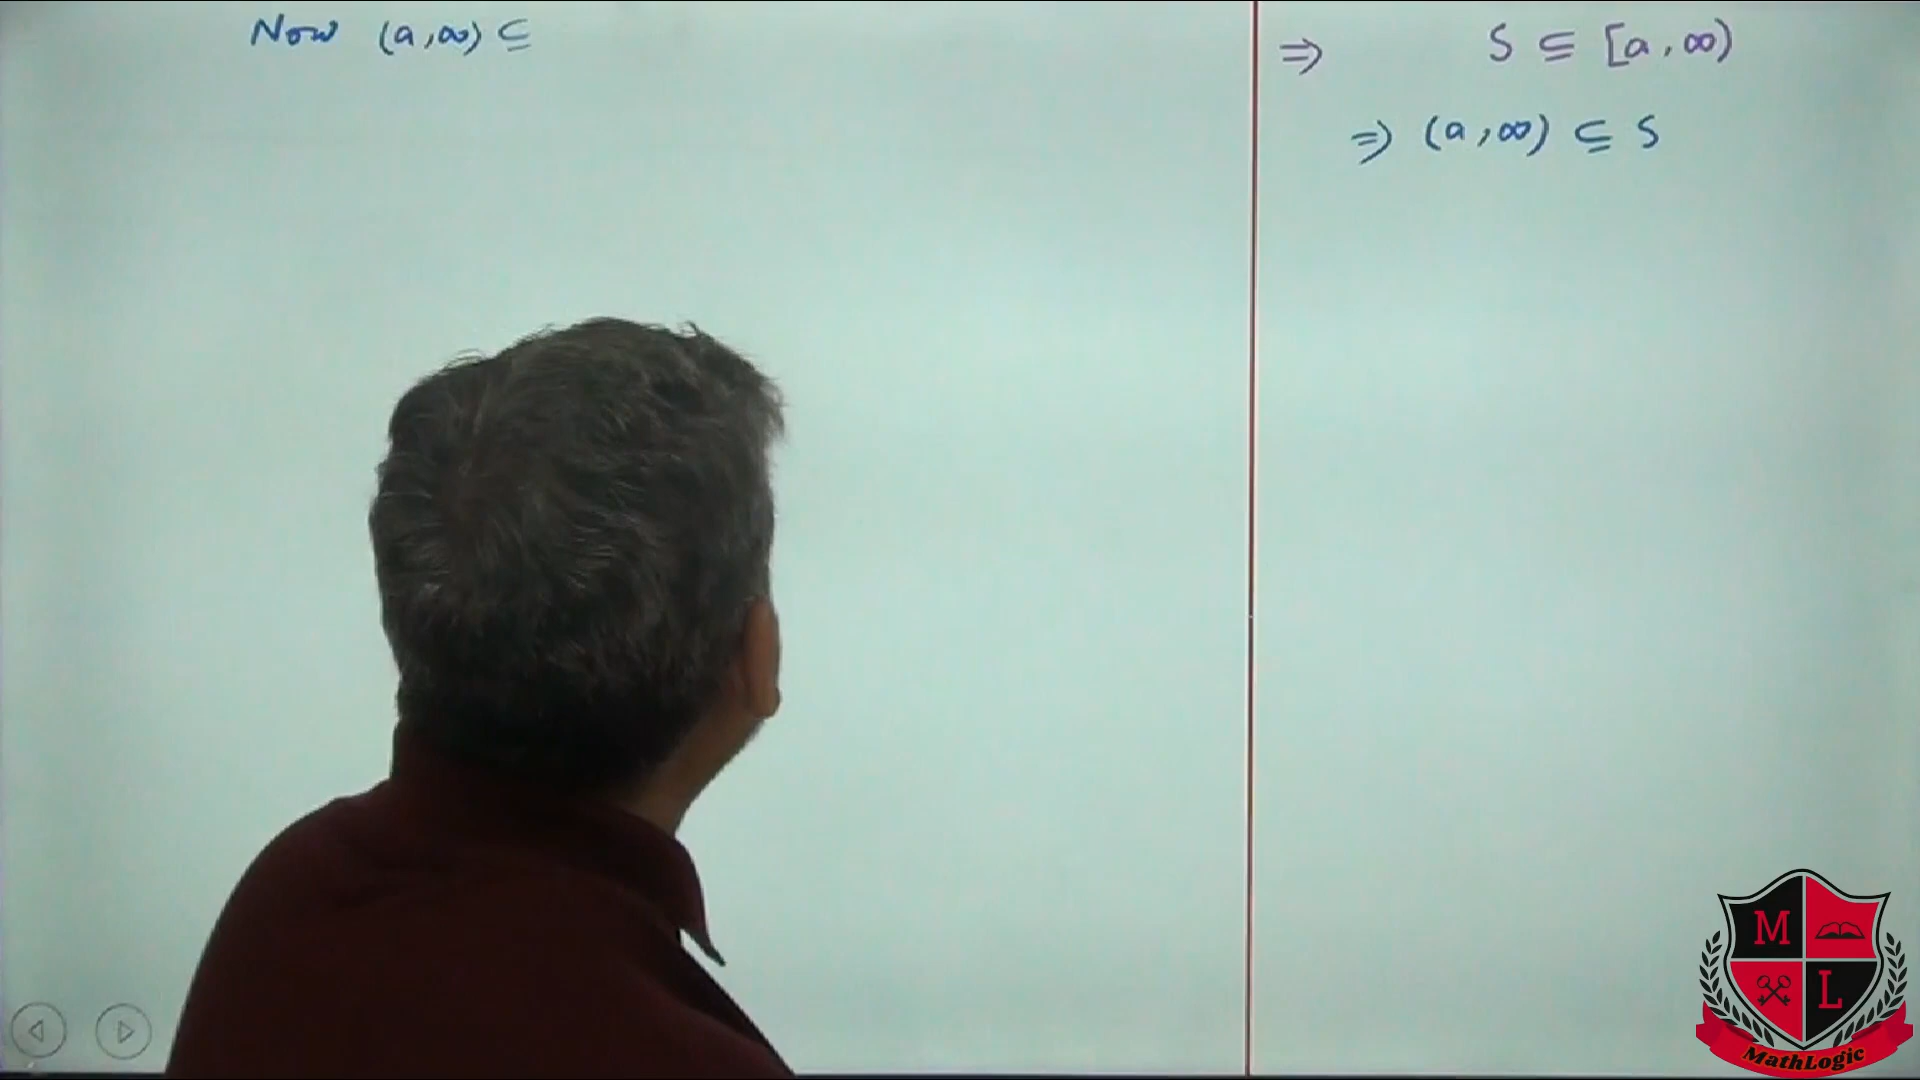 Now (a, ∞) ⊆
⇒ S ⊆ [a, ∞)
⇒ (a, ∞) ⊆ S
M
L
MathLogic